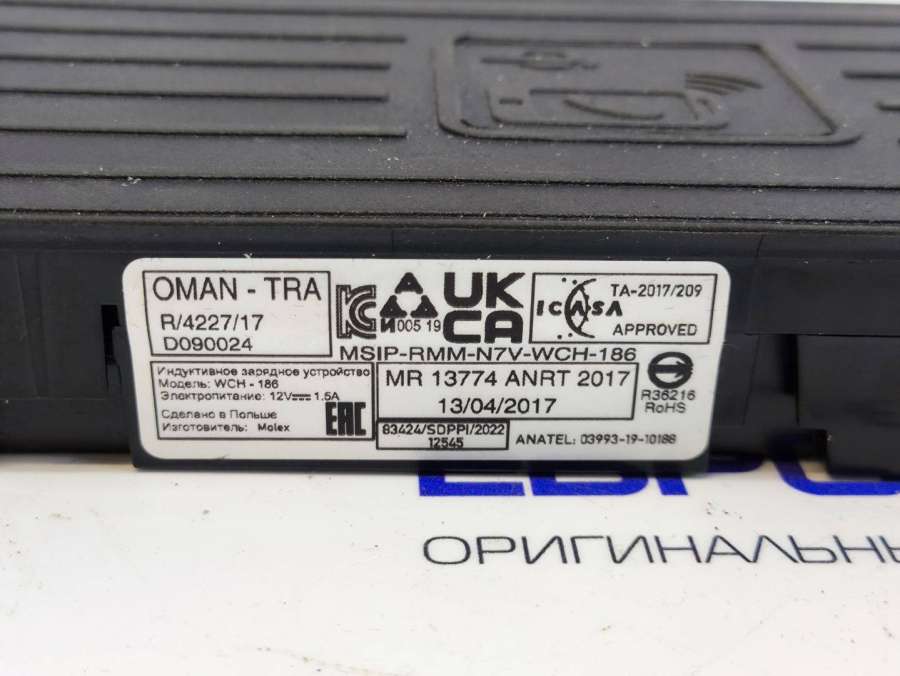 OMAN - TRA
R/4227/17
D090024
И005 19
UK
CA
ICASA
TA-2017/209
APPROVED
MSIP-RMM-N7V-WCH-186
Индуктивное зарядное устройство
Модель: WCH - 186
Электропитание: 12V 1.5A
Сделано в Польше
Изготовитель: Molex
EAC
MR 13774 ANRT 2017
13/04/2017
83424/SDPPI/2022
12545
ANATEL: 03993-19-10188
R36216
RoHS
ОРИГИНАЛЬНЫ